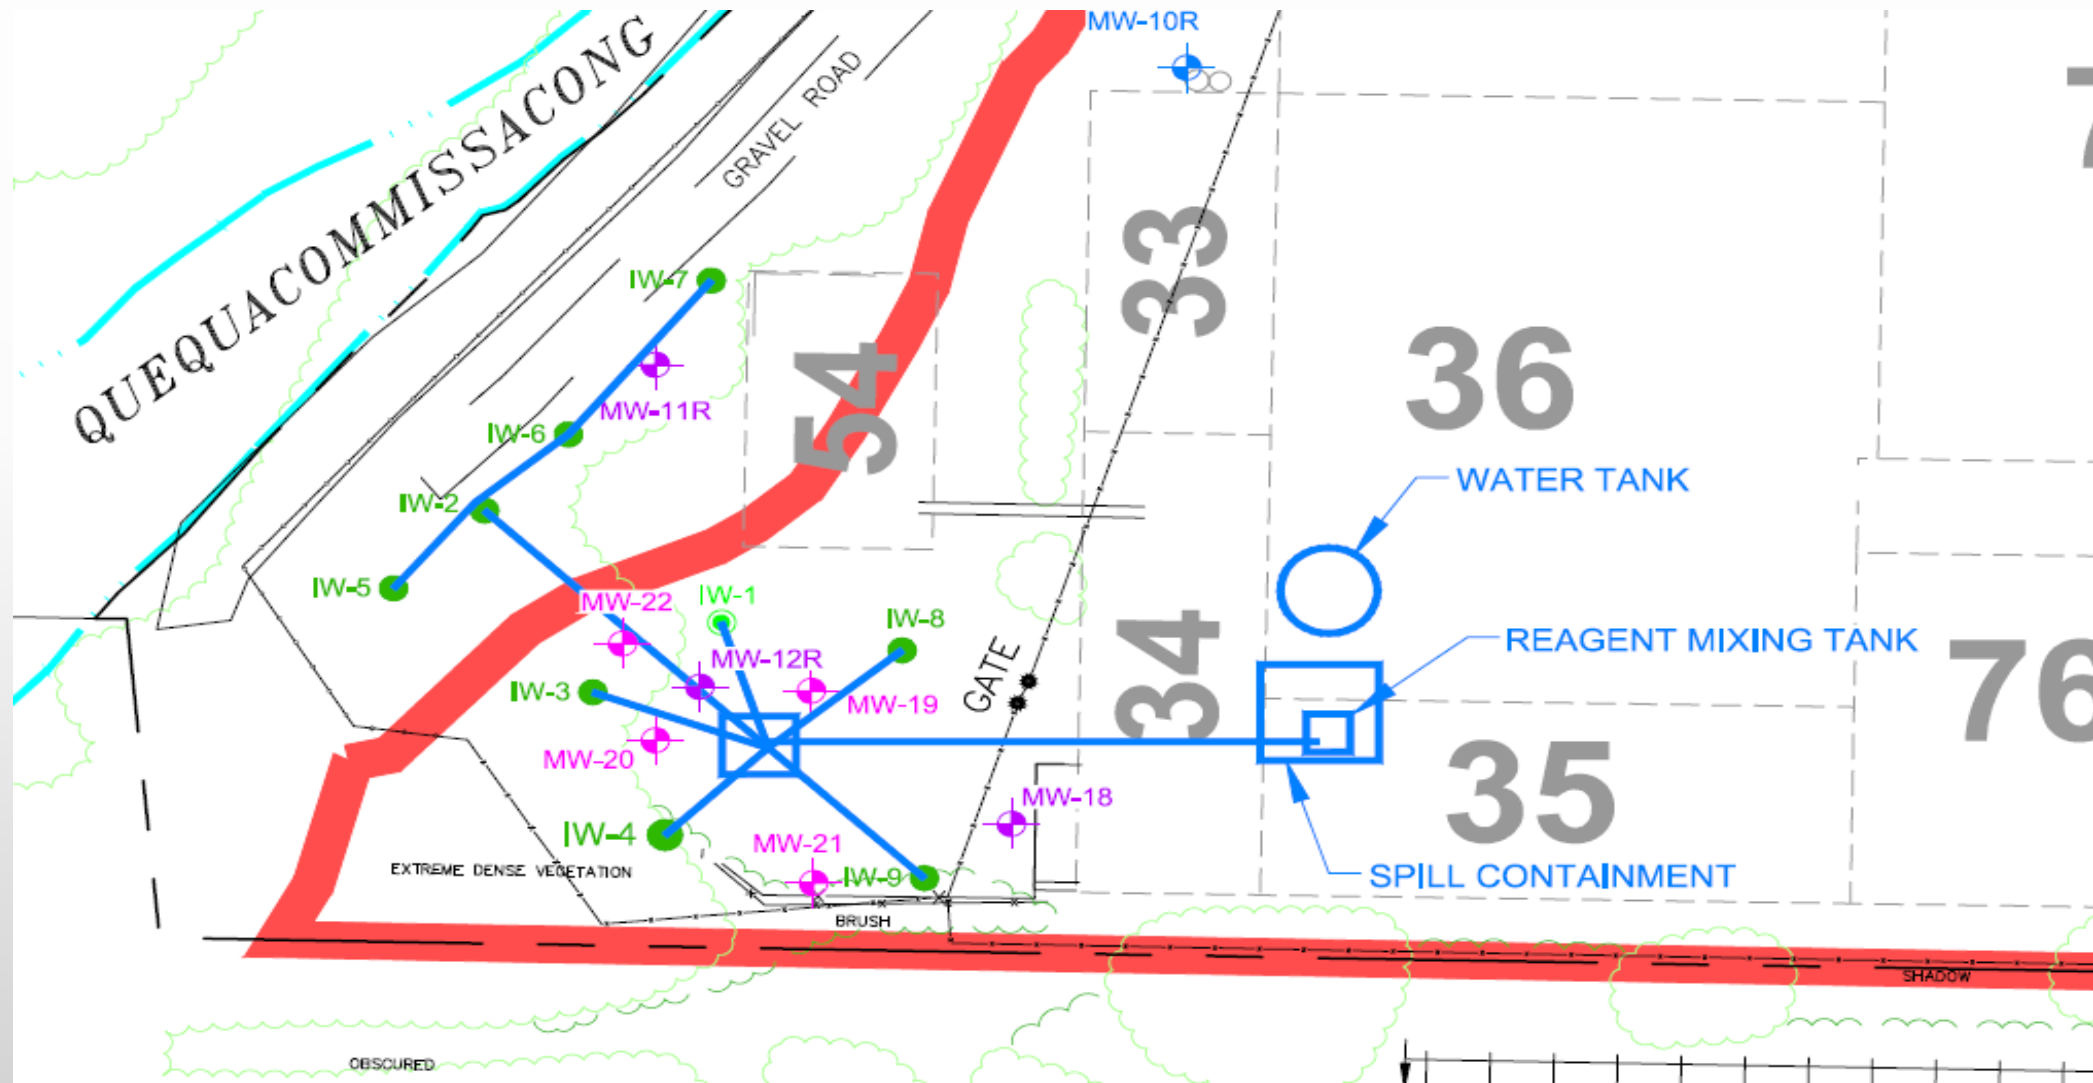 MW-10R
QUEQUACOMMISSACONG
GRAVEL ROAD
33
36
IW-7
MW-11R
54
IW-6
WATER TANK
IW-2
IW-5
MW-22
IW-1
IW-8
GATE
34
REAGENT MIXING TANK
76
MW-12R
IW-3
MW-19
MW-20
35
MW-18
IW-4
MW-21
EXTREME DENSE VEGETATION
IW-9
SPILL CONTAINMENT
BRUSH
SHADOW
OBSCURED